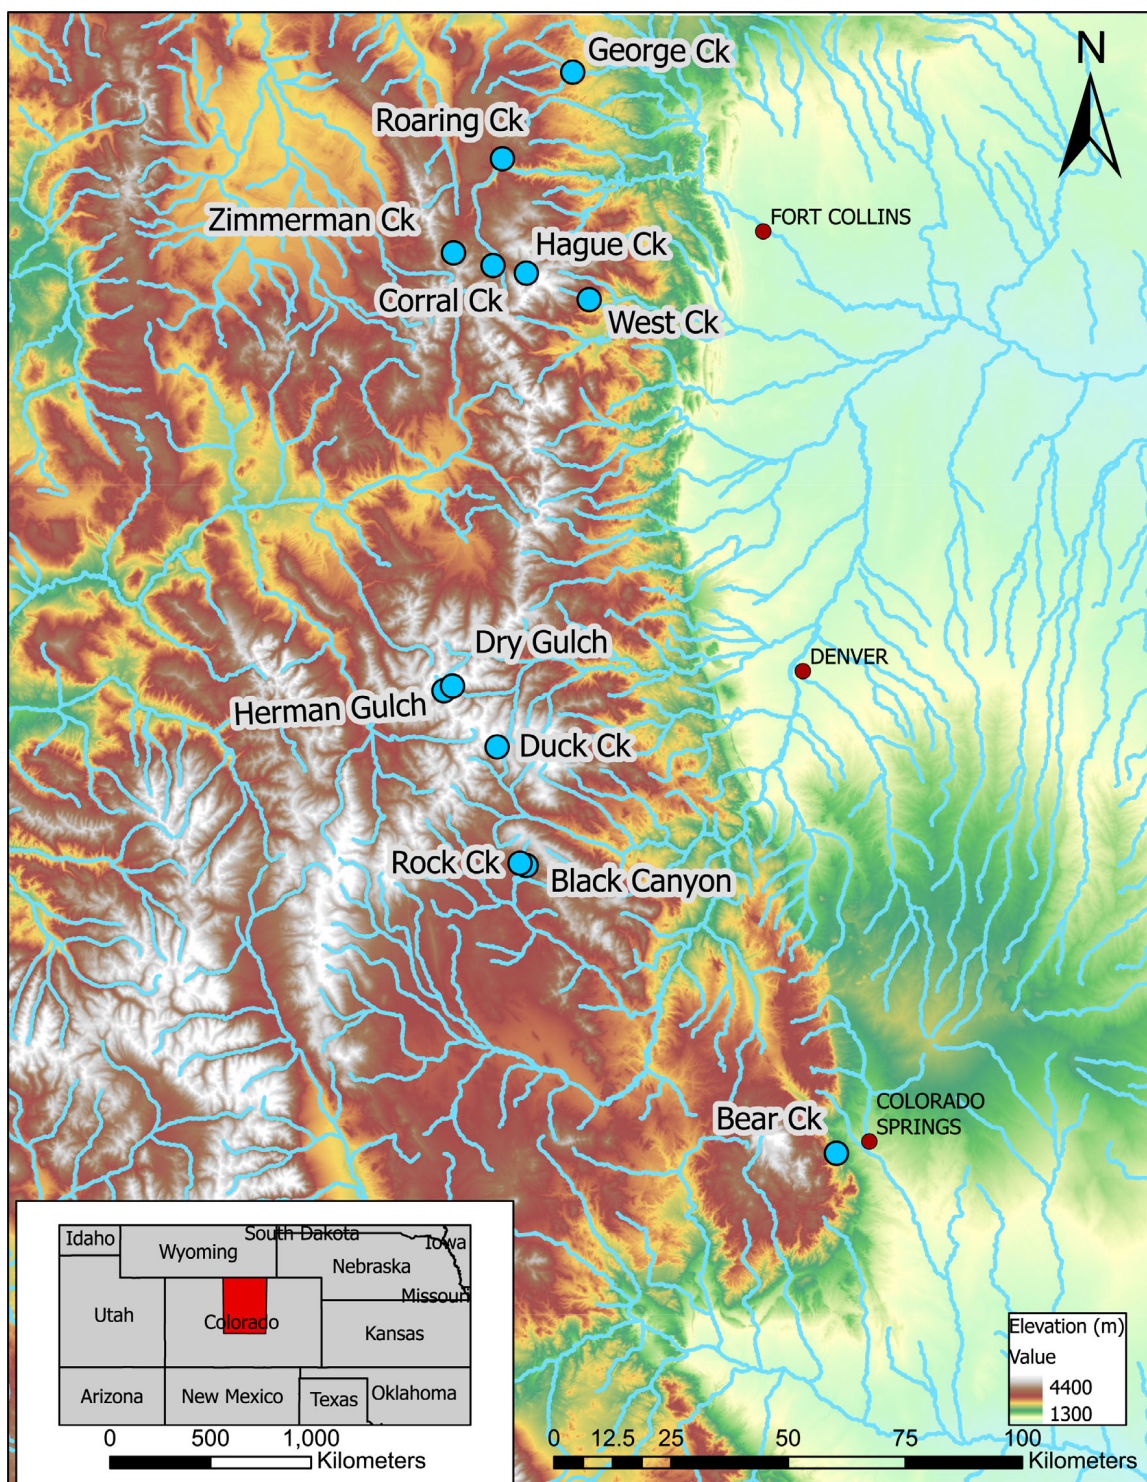 George Ck
N
Roaring Ck
FORT COLLINS
Zimmerman Ck
Hague Ck
Corral Ck
West Ck
Dry Gulch
DENVER
Herman Gulch
Duck Ck
Rock Ck
Black Canyon
COLORADO
SPRINGS
Bear Ck
Idaho
Wyoming
South Dakota
Iowa
Nebraska
Missouri
Utah
Colorado
Kansas
Arizona
New Mexico
Texas
Oklahoma
0 500 1,000
Kilometers
Elevation (m)
Value
4400
1300
0 12.5 25 50 75 100
Kilometers